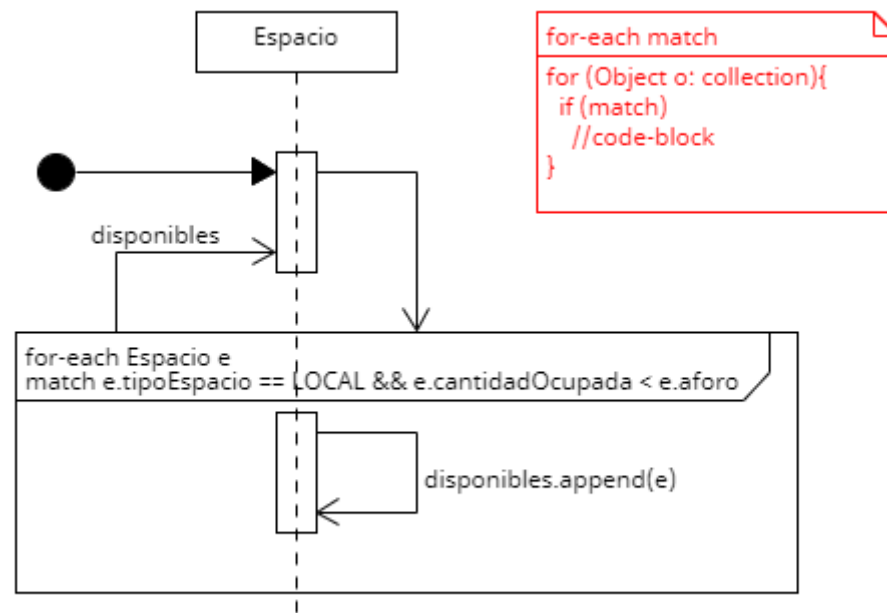 Espacio
for-each match
for (Object o: collection){
if (match)
//code-block
}
disponibles
for-each Espacio e
match e.tipoEspacio == LOCAL && e.cantidadOcupada < e.aforo
disponibles.append(e)